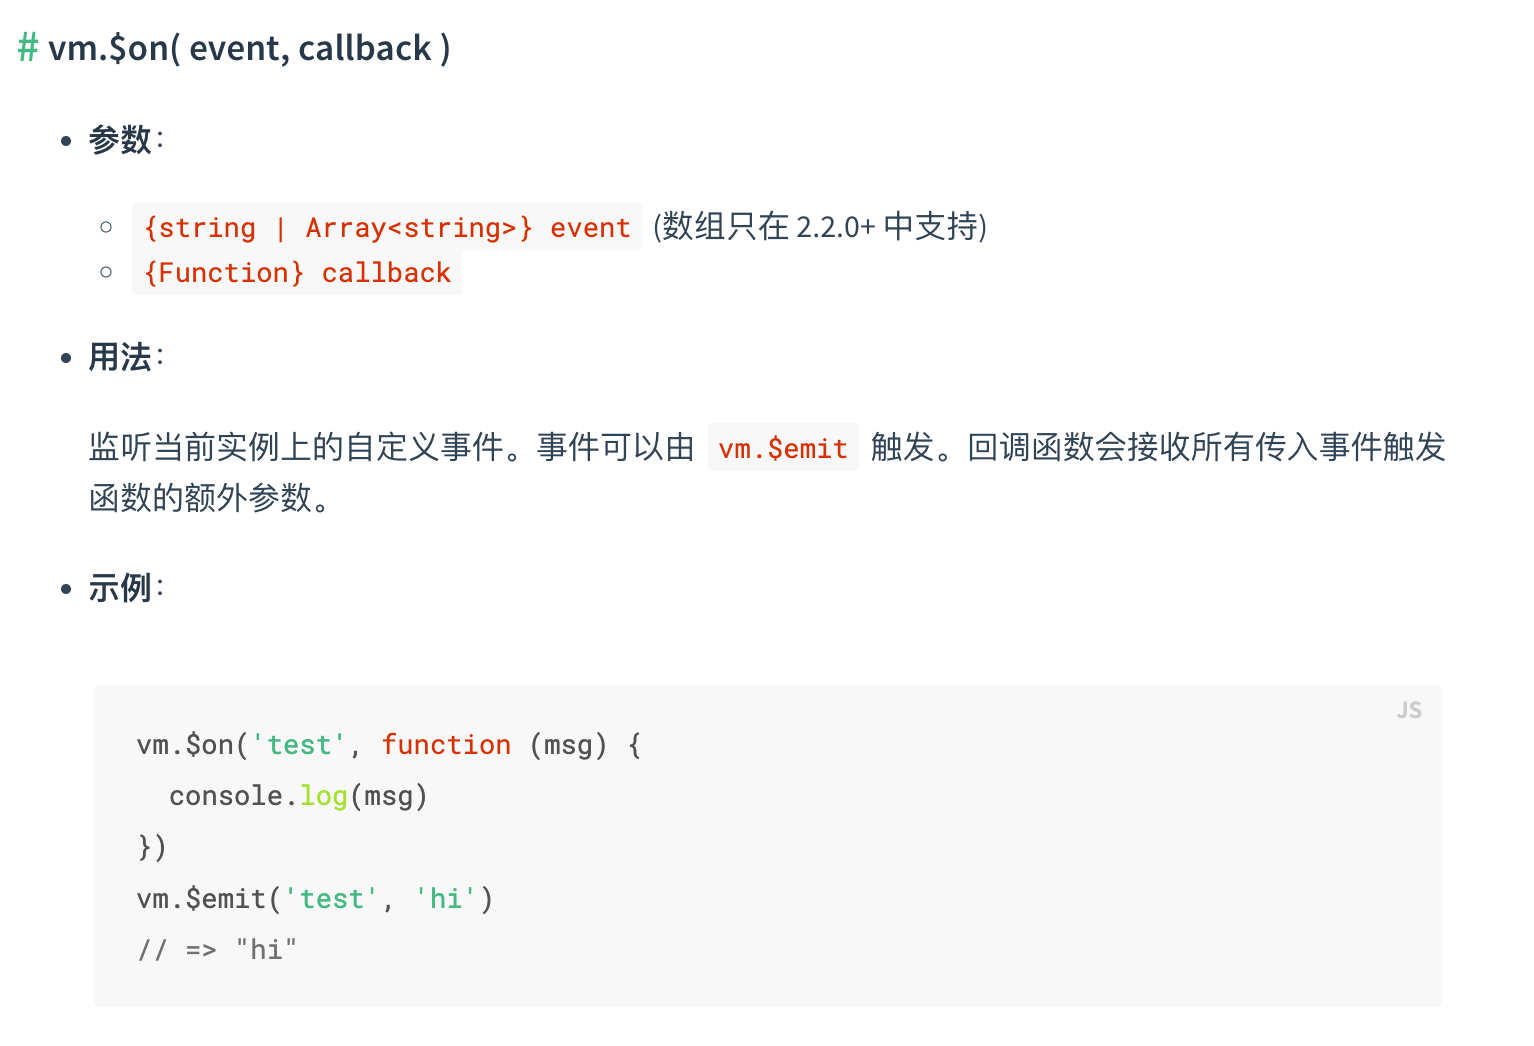 # vm.$on( event, callback )
参数：
{string | Array<string>} event (数组只在 2.2.0+ 中支持)
{Function} callback
用法：
监听当前实例上的自定义事件。事件可以由 vm.$emit 触发。回调函数会接收所有传入事件触发
函数的额外参数。
示例：
JS
vm.$on('test', function (msg) {
  console.log(msg)
})
vm.$emit('test', 'hi')
// => "hi"